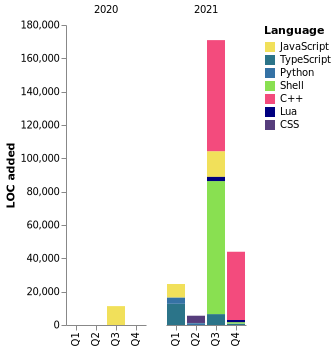 2020 2021
Language
JavaScript
TypeScript
Python
Shell
C++
Lua
CSS
LOC added
180,000
160,000
140,000
120,000
100,000
80,000
60,000
40,000
20,000
0
Q1 Q2 Q3 Q4 Q1 Q2 Q3 Q4